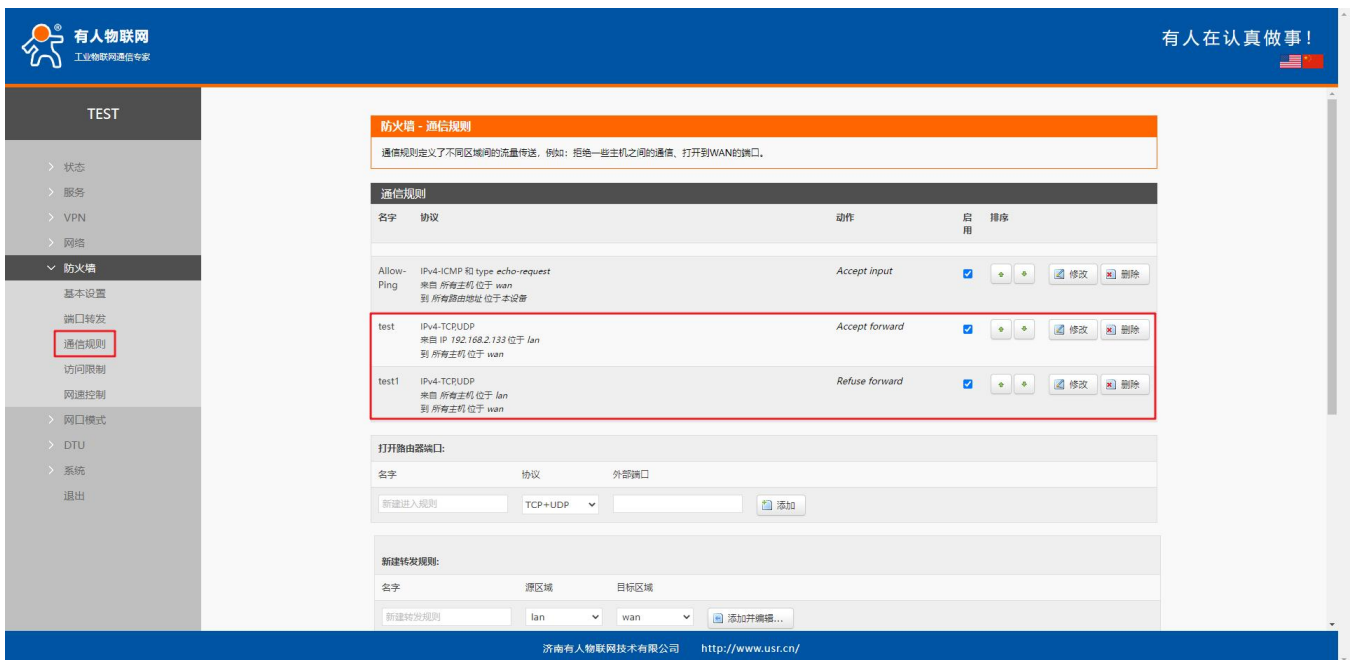 有人物联网
工业物联网通信专家
有人在认真做事!
TEST
状态
服务
VPN
网络
防火墙
基本设置
端口转发
通信规则
访问限制
网速控制
网口模式
DTU
系统
退出
防火墙 - 通信规则
通信规则定义了不同区域间的流量传送，例如：拒绝一些主机之间的通信、打开到WAN的端口。
通信规则
名字 协议 动作 启用 排序
Allow-Ping IPv4-ICMP 和 type echo-request Accept input 修改 删除
来自 所有主机 位于 wan
到 所有路由地址 位于本设备
test IPv4-TCP,UDP Accept forward 修改 删除
来自 IP 192.168.2.133 位于 lan
到 所有主机 位于 wan
test1 IPv4-TCP,UDP Refuse forward 修改 删除
来自 所有主机 位于 lan
到 所有主机 位于 wan
打开路由器端口:
名字 协议 外部端口
新建进入规则 TCP+UDP 添加
新建转发规则:
名字 源区域 目标区域
新建转发规则 lan wan 添加并编辑...
济南有人物联网技术有限公司 http://www.usr.cn/